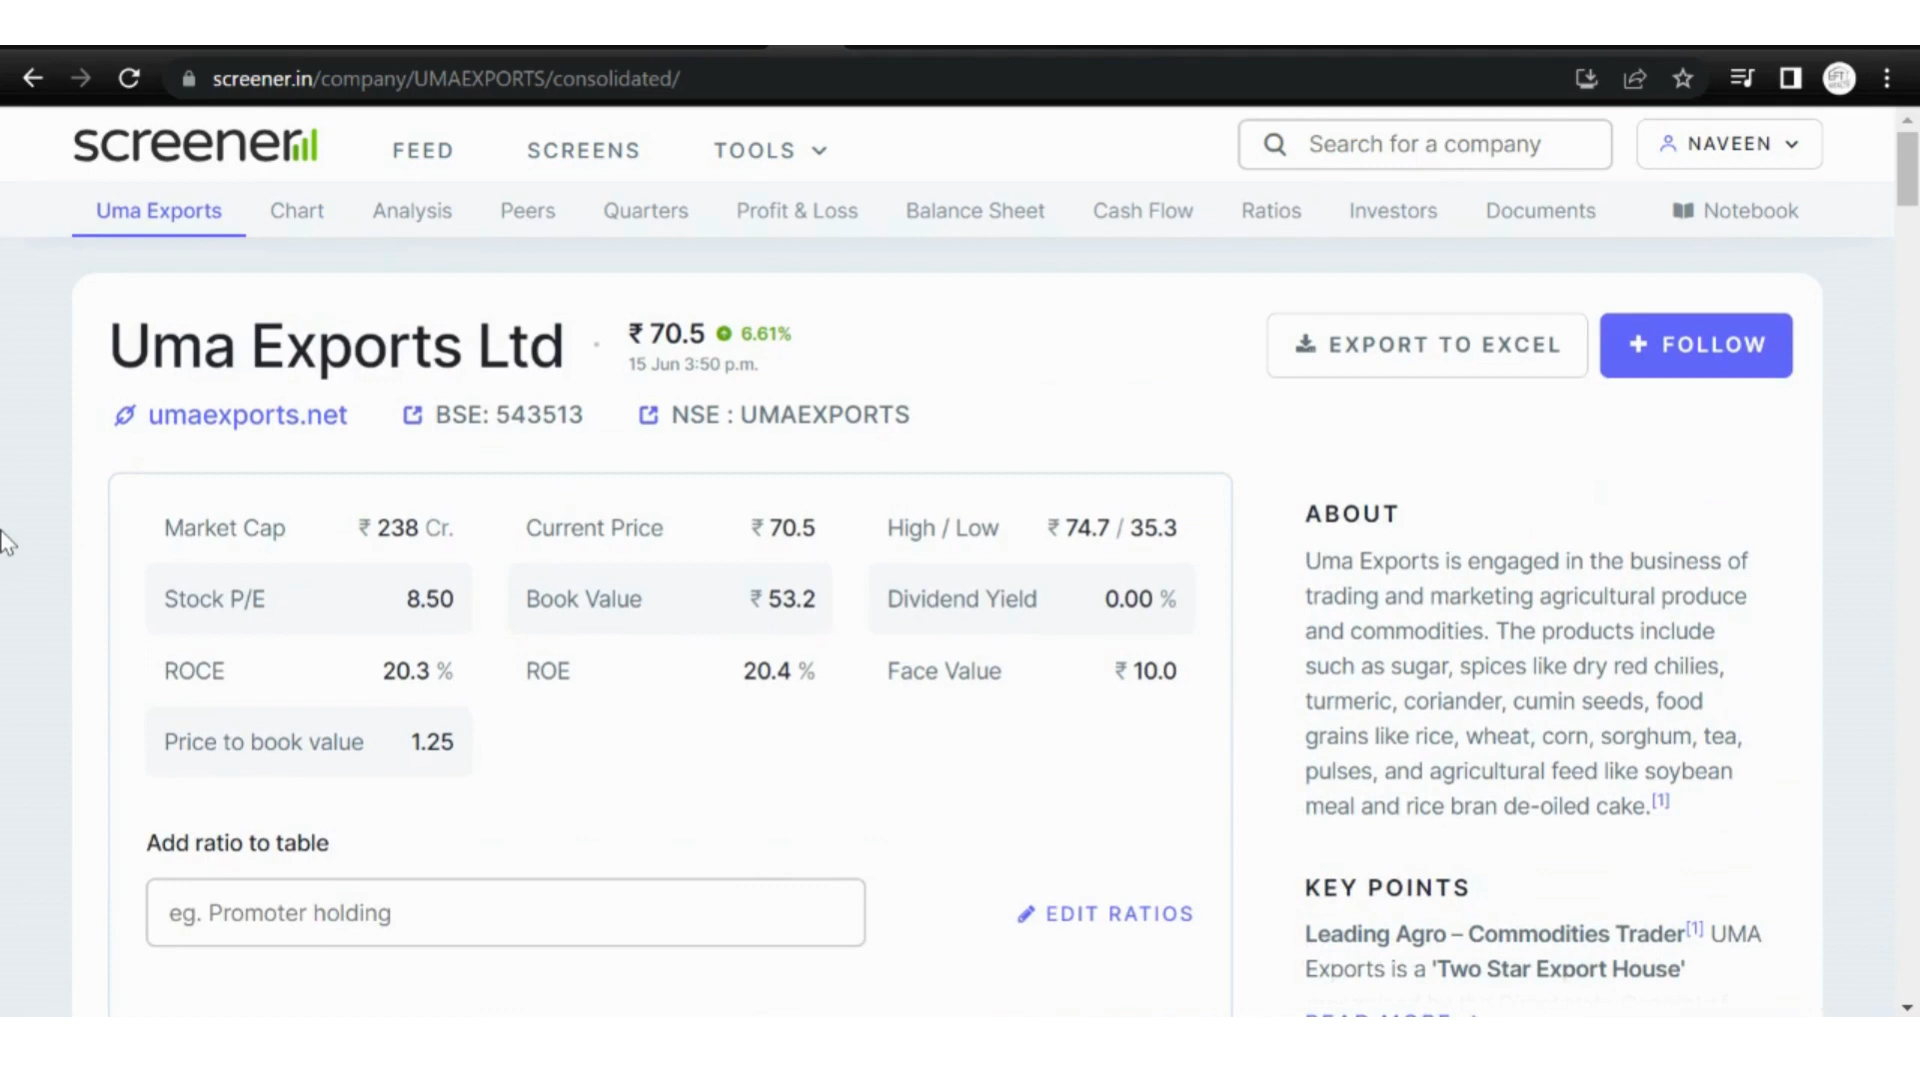 screener.in/company/UMAEXPORTS/consolidated/
screener
FEED SCREENS TOOLS
Search for a company
NAVEEN
Uma Exports Chart Analysis Peers Quarters Profit & Loss Balance Sheet Cash Flow Ratios Investors Documents Notebook
Uma Exports Ltd
₹ 70.5 6.61%
15 Jun 3:50 p.m.
EXPORT TO EXCEL
+ FOLLOW
umaexports.net BSE: 543513 NSE : UMAEXPORTS
Market Cap ₹ 238 Cr. Current Price ₹ 70.5 High / Low ₹ 74.7 / 35.3
Stock P/E 8.50 Book Value ₹ 53.2 Dividend Yield 0.00 %
ROCE 20.3 % ROE 20.4 % Face Value ₹ 10.0
Price to book value 1.25
Add ratio to table
eg. Promoter holding
EDIT RATIOS
ABOUT
Uma Exports is engaged in the business of
trading and marketing agricultural produce
and commodities. The products include
such as sugar, spices like dry red chilies,
turmeric, coriander, cumin seeds, food
grains like rice, wheat, corn, sorghum, tea,
pulses, and agricultural feed like soybean
meal and rice bran de-oiled cake.[1]
KEY POINTS
Leading Agro – Commodities Trader[1] UMA
Exports is a 'Two Star Export House'